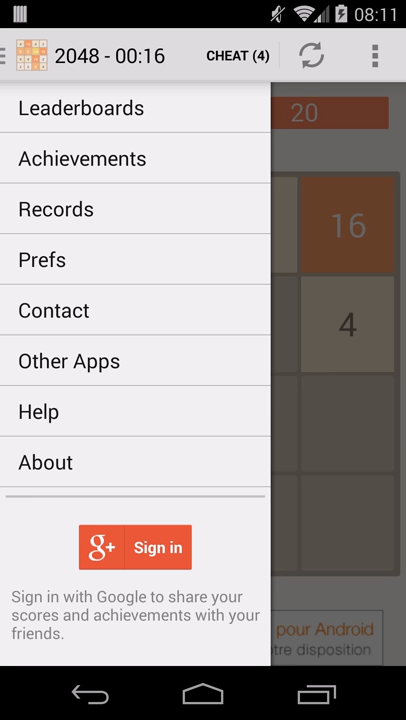 08:11
2048 - 00:16
CHEAT (4)
Leaderboards
Achievements
Records
Prefs
Contact
Other Apps
Help
About
g+ Sign in
Sign in with Google to share your
scores and achievements with your
friends.
20
16
4
pour Android
otre disposition